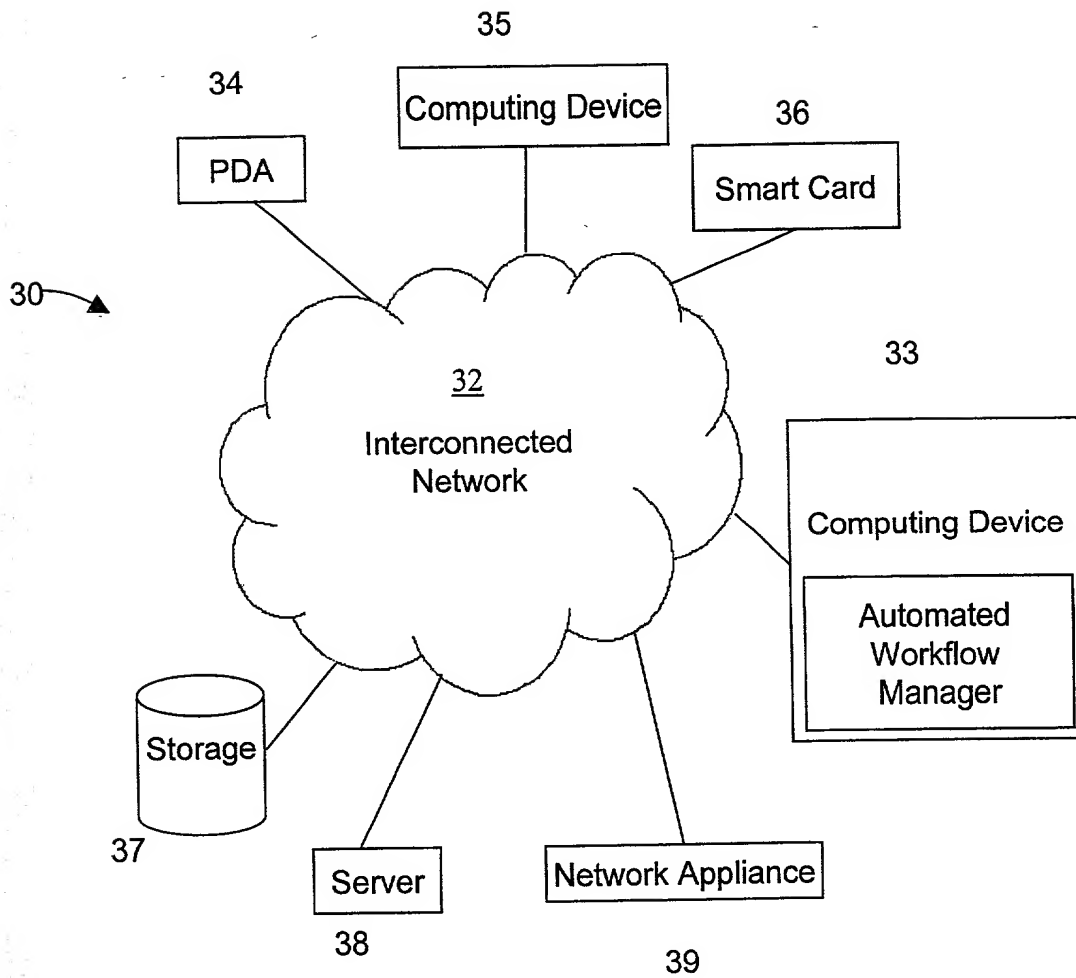 35
34
Computing Device
36
PDA
Smart Card
30
33
32
Interconnected
Network
Computing Device
Automated
Workflow
Manager
Storage
37
Server
Network Appliance
38
39